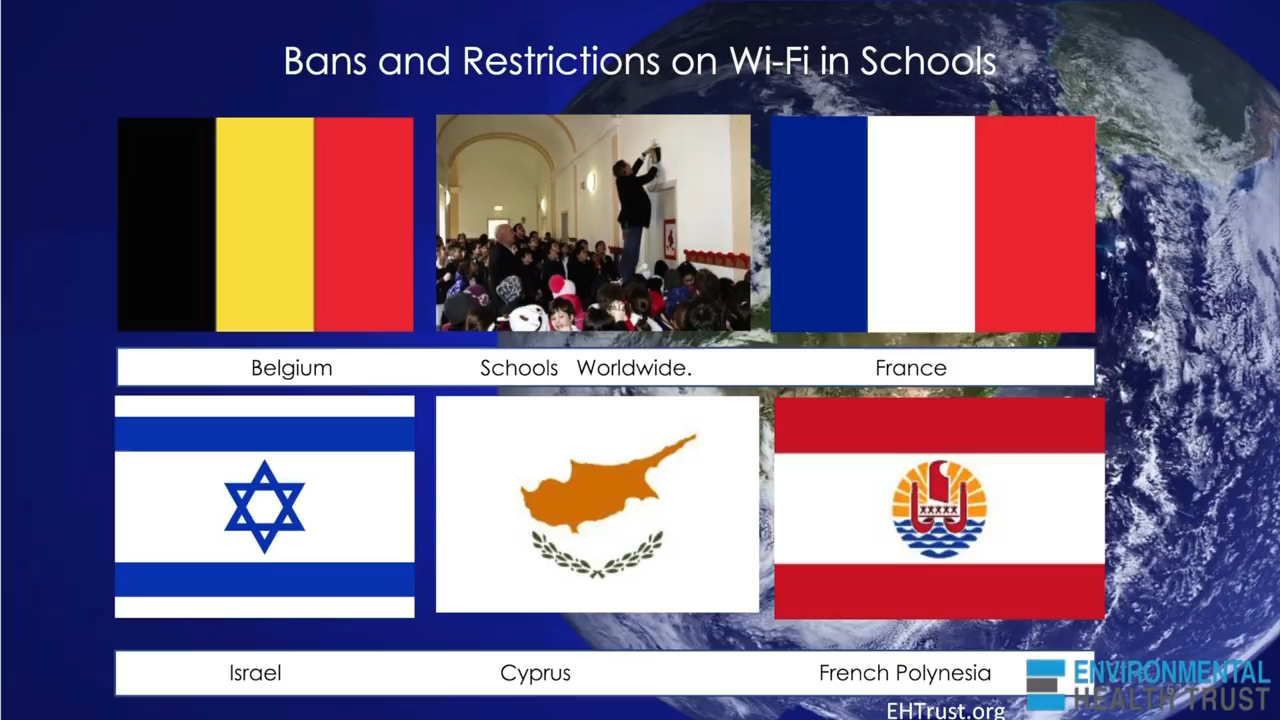 Bans and Restrictions on Wi-Fi in Schools
Belgium Schools Worldwide. France
Israel Cyprus French Polynesia
ENVIRONMENTAL
HEALTH TRUST
EHTrust.org